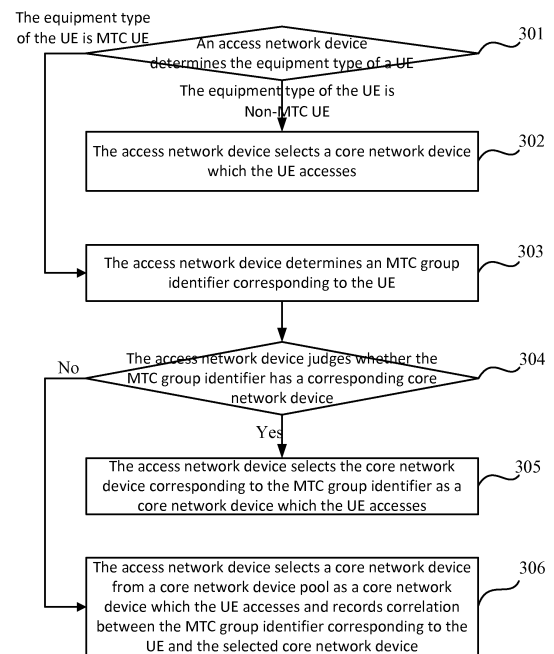 The equipment type
of the UE is MTC UE
An access network device
determines the equipment type of a UE
301
The equipment type of the UE is
Non-MTC UE
302
The access network device selects a core network device
which the UE accesses
303
The access network device determines an MTC group
identifier corresponding to the UE
304
The access network device judges whether the
MTC group identifier has a corresponding core
network device
No
Yes
305
The access network device selects the core network
device corresponding to the MTC group identifier as a
core network device which the UE accesses
306
The access network device selects a core network device
from a core network device pool as a core network
device which the UE accesses and records correlation
between the MTC group identifier corresponding to the
UE and the selected core network device